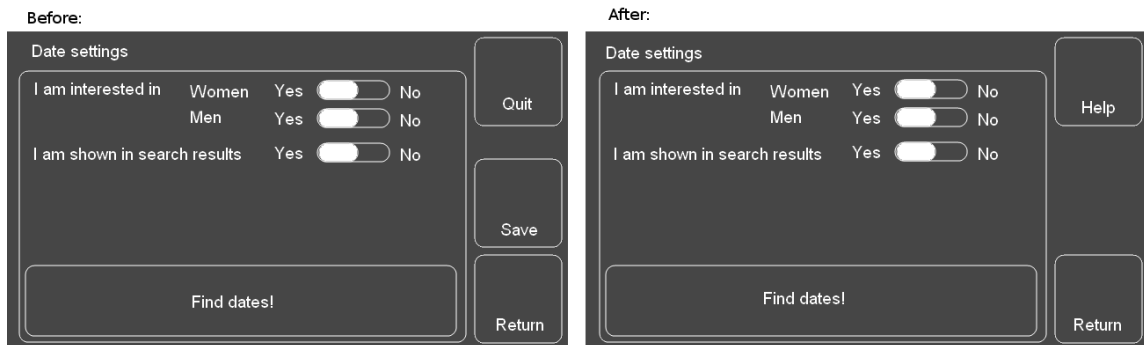 Before:
Date settings
I am interested in Women Yes No
Men Yes No
I am shown in search results Yes No
Find dates!
Quit
Save
Return
After:
Date settings
I am interested in Women Yes No
Men Yes No
I am shown in search results Yes No
Find dates!
Help
Return